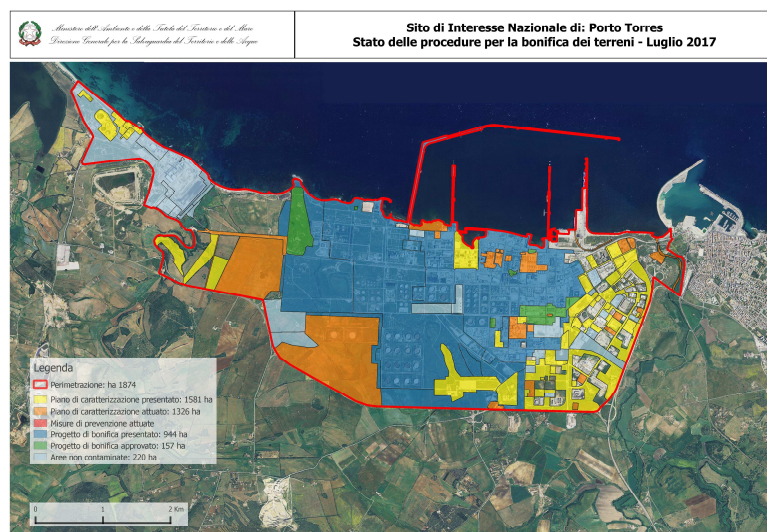 Ministero dell'Ambiente e della Tutela del Territorio e del Mare
Direzione Generale per la Salvaguardia del Territorio e delle Acque
Sito di Interesse Nazionale di: Porto Torres
Stato delle procedure per la bonifica dei terreni - Luglio 2017
Legenda
Perimetrazione: ha 1874
Piano di caratterizzazione presentato: 1581 ha
Piano di caratterizzazione attuato: 1326 ha
Misure di prevenzione attuate
Progetto di bonifica presentato: 944 ha
Progetto di bonifica approvato: 157 ha
Aree non contaminate: 220 ha
0 1 2 Km